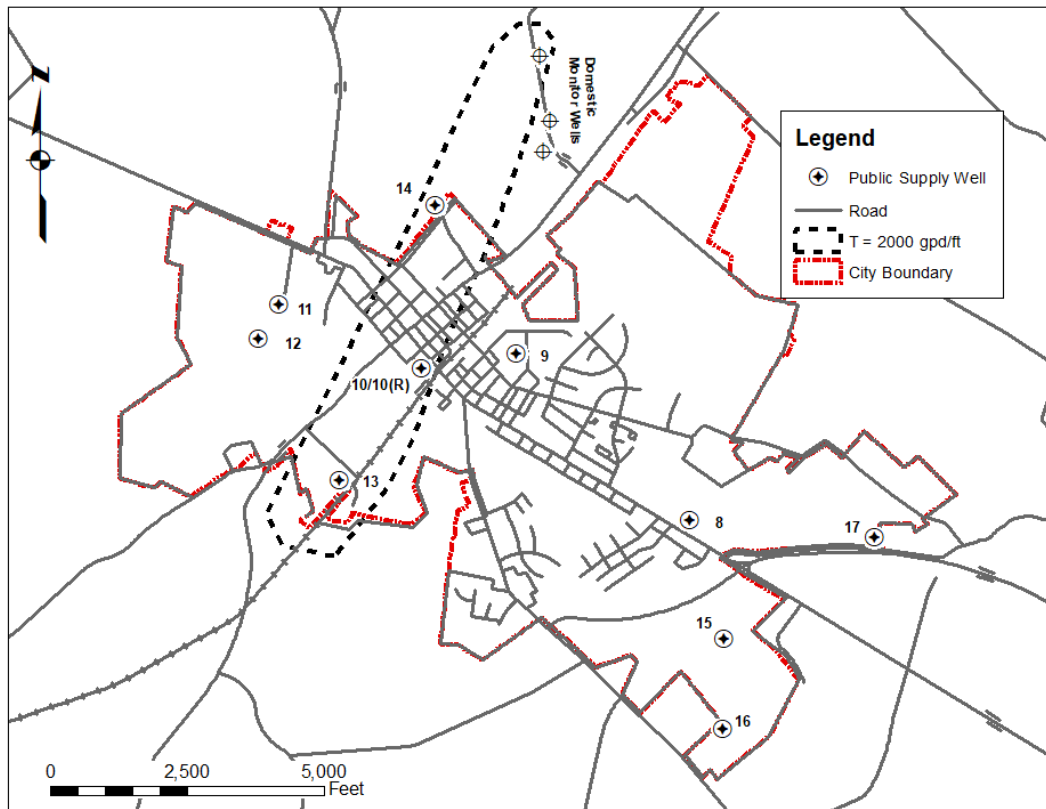 Domestic
Monitor Wells
Legend
Public Supply Well
Road
T = 2000 gpd/ft
City Boundary
N
14
11
12
10/10(R)
9
13
8
17
15
16
0 2,500 5,000
Feet